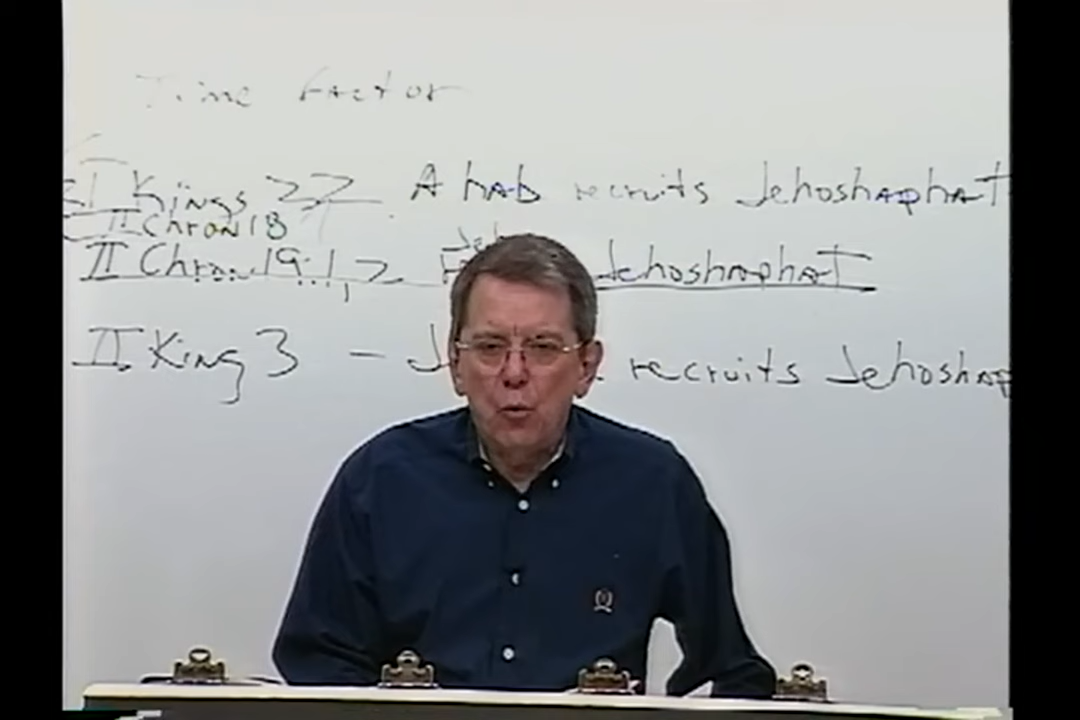 Time Factor
I Kings 22 Ahab recruits Jehoshaphat
II Chron 18
II Chron 19:1,2 Jehoshaphat
II King 3 - recruits Jehoshap